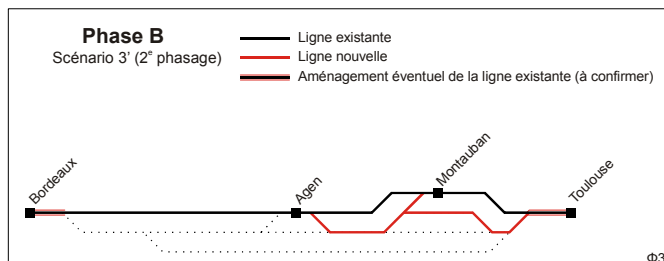 Phase B
Scénario 3' (2e phasage)
Ligne existante
Ligne nouvelle
Aménagement éventuel de la ligne existante (à confirmer)
Bordeaux
Agen
Montauban
Toulouse
Φ3